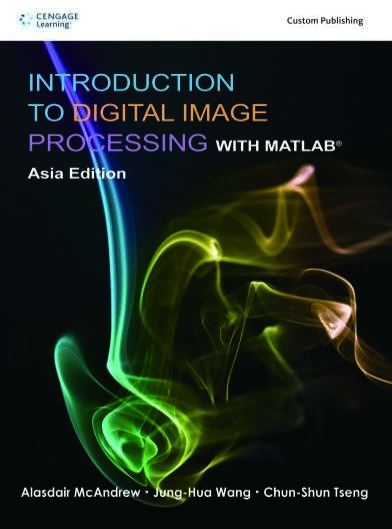 CENGAGE
Learning™
Custom Publishing
INTRODUCTION
TO DIGITAL IMAGE
PROCESSING WITH MATLAB®
Asia Edition
Alasdair McAndrew · Jung-Hua Wang · Chun-Shun Tseng